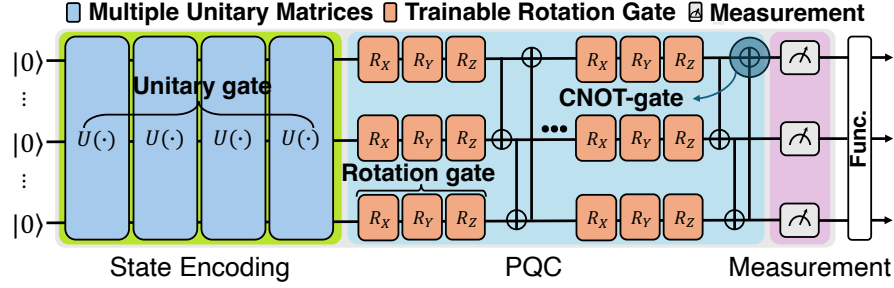 Multiple Unitary Matrices Trainable Rotation Gate Measurement
|0⟩ R_X R_Y R_Z R_X R_Y R_Z
Unitary gate CNOT-gate
⋮ ⋮
|0⟩ U(·) U(·) U(·) U(·) R_X R_Y R_Z ••• R_X R_Y R_Z Func.
⋮ ⋮
Rotation gate
|0⟩ R_X R_Y R_Z R_X R_Y R_Z
State Encoding PQC Measurement